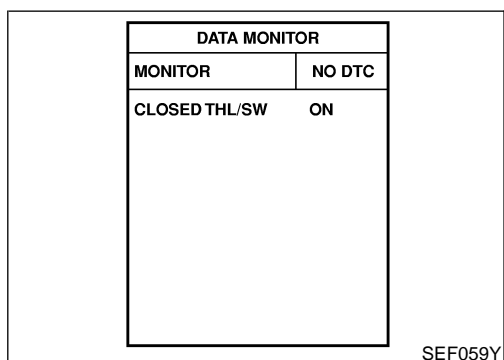 DATA MONITOR
MONITOR NO DTC
CLOSED THL/SW ON
SEF059Y